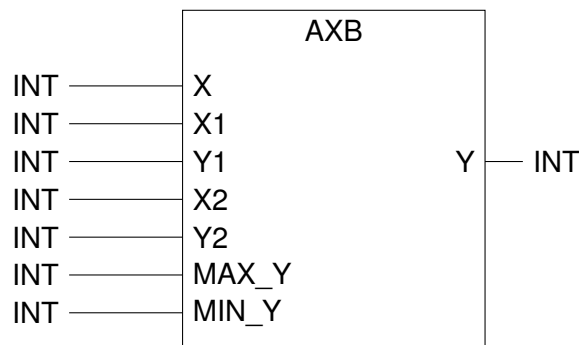 AXB
INT X
INT X1
INT Y1 Y INT
INT X2
INT Y2
INT MAX_Y
INT MIN_Y